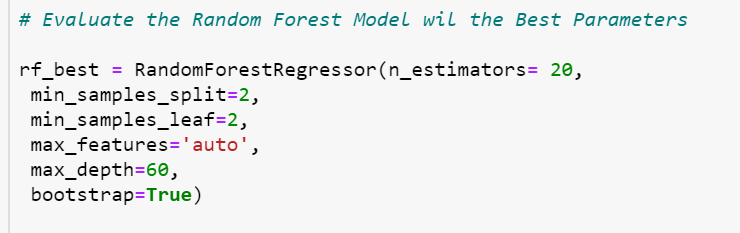 # Evaluate the Random Forest Model wil the Best Parameters
rf_best = RandomForestRegressor(n_estimators= 20,
min_samples_split=2,
min_samples_leaf=2,
max_features='auto',
max_depth=60,
bootstrap=True)